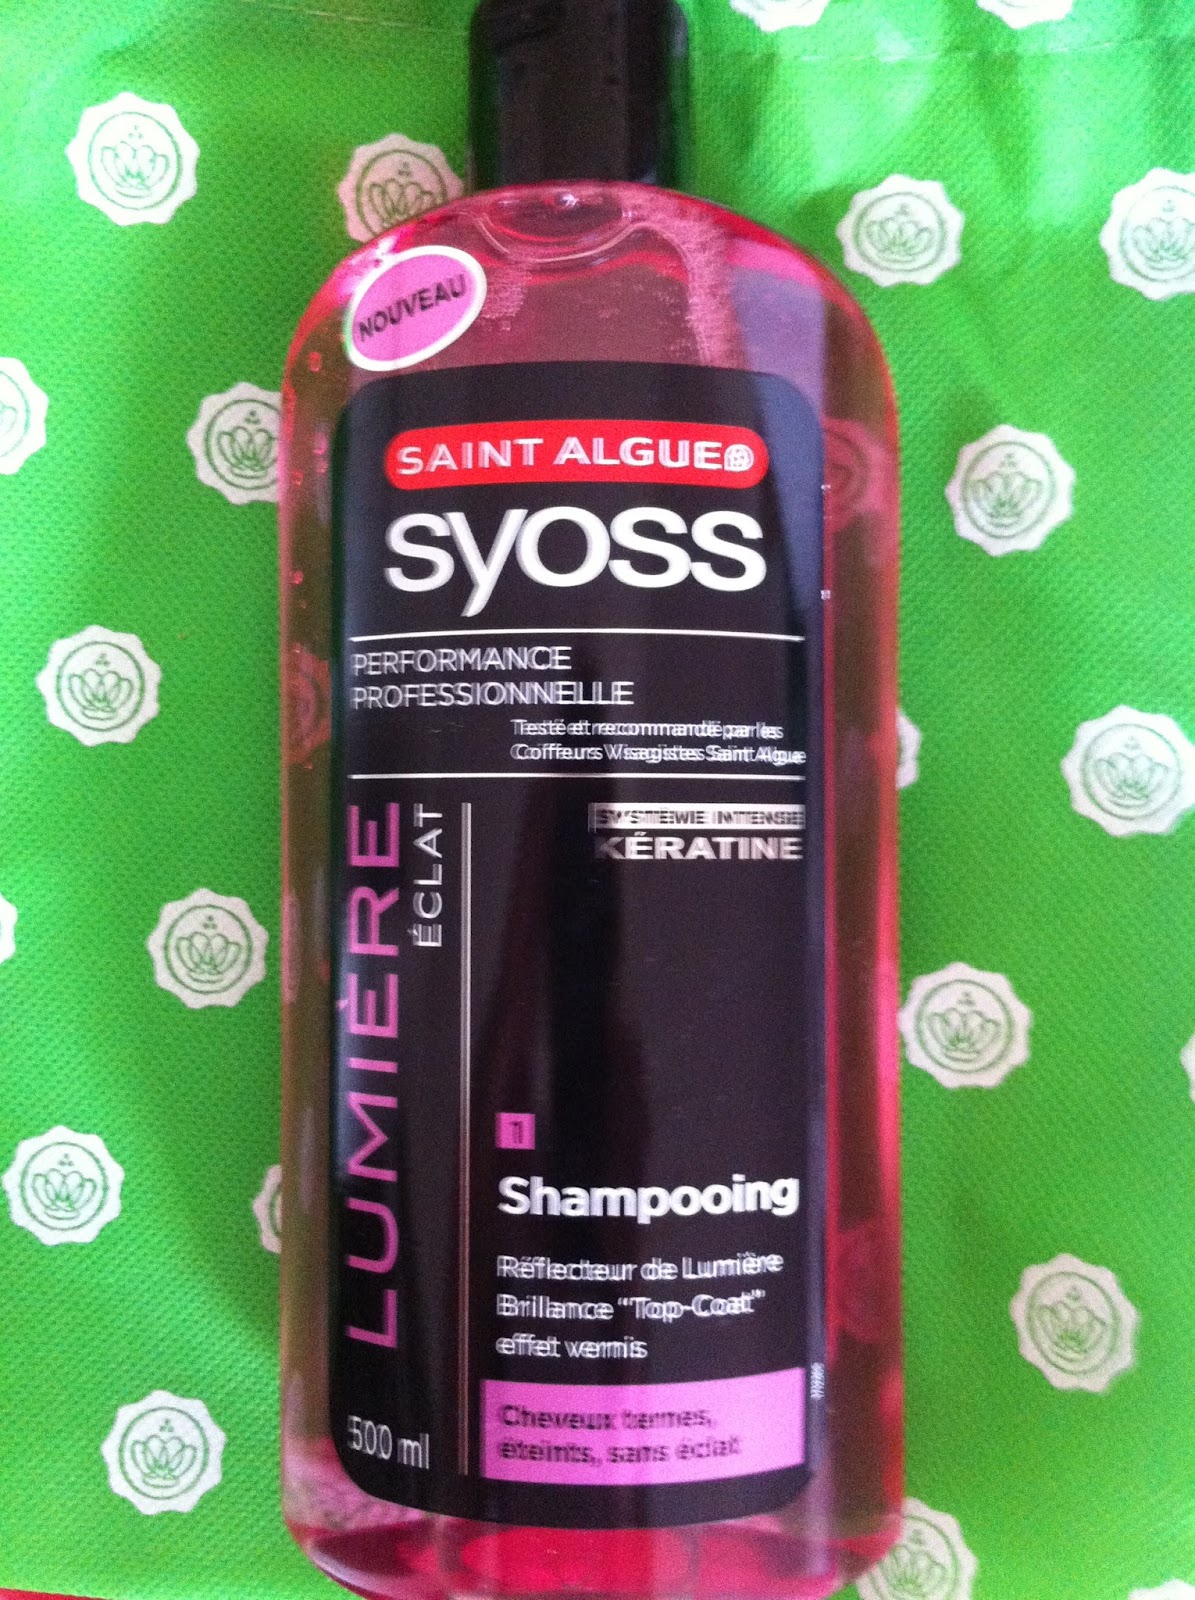 NOUVEAU
SAINT ALGUE
syoss
PERFORMANCE
PROFESSIONNELLE
Testé et recommandé par les
Coiffeurs Visagistes Saint Algue
SYSTÈME INTENSE
KÉRATINE
LUMIÈRE
ÉCLAT
1
Shampooing
Réflecteur de Lumière
Brillance "Top-Coat"
effet vernis
Cheveux ternes,
éteints, sans éclat
500 ml